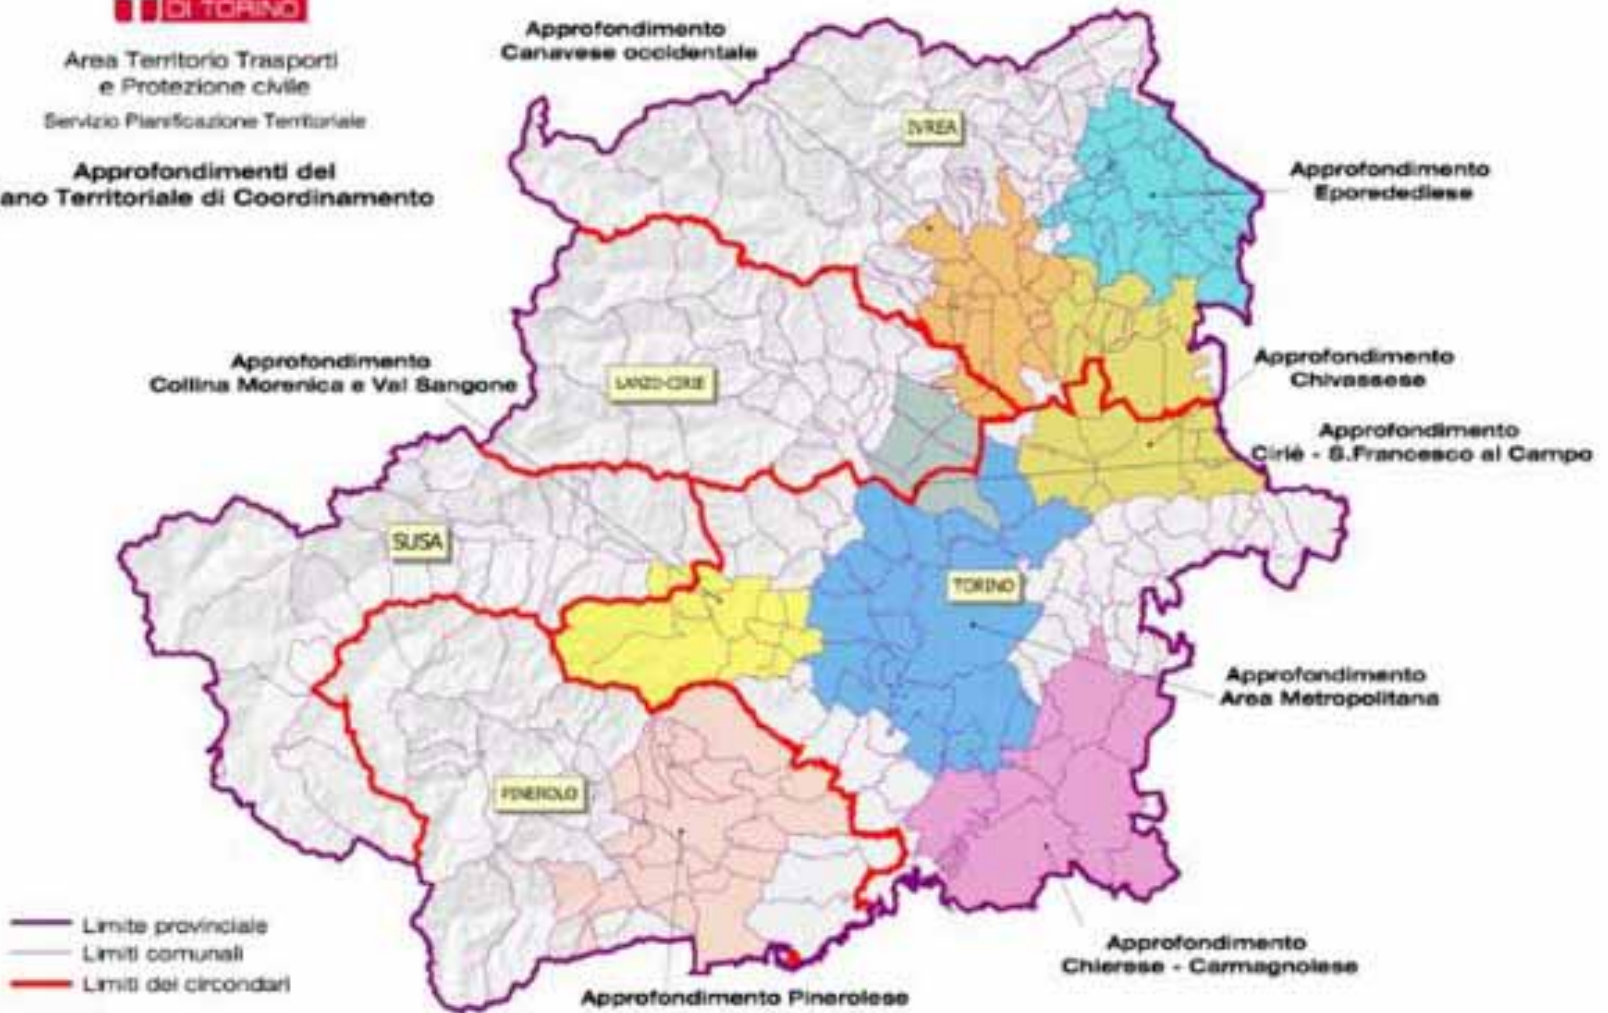 DI TORINO
Area Territorio Trasporti
e Protezione civile
Servizio Pianificazione Territoriale
Approfondimenti del
ano Territoriale di Coordinamento
Approfondimento
Canavese occidentale
IVREA
Approfondimento
Eporediese
Approfondimento
Collina Morenica e Val Sangone
LANZO-CIRIE
Approfondimento
Chivassese
Approfondimento
Ciriè - S.Francesco al Campo
SUSA
TORINO
Approfondimento
Area Metropolitana
PINEROLO
Limite provinciale
Limiti comunali
Limiti dei circondari
Approfondimento
Chierese - Carmagnolese
Approfondimento Pinerolese